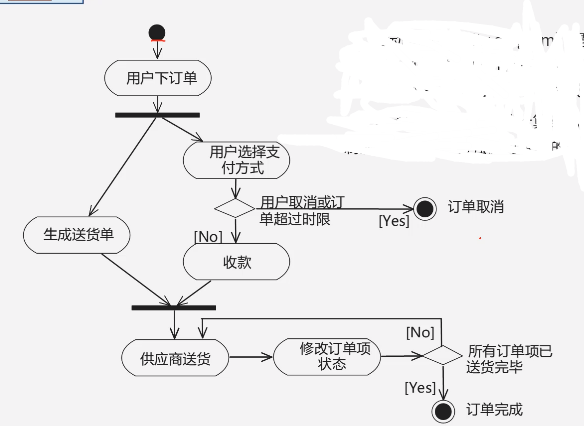 用户下订单
用户选择支
付方式
用户取消或订
单超过时限
[Yes]
订单取消
生成送货单
[No]
收款
[No]
供应商送货
修改订单项
状态
所有订单项已
送货完毕
[Yes]
订单完成